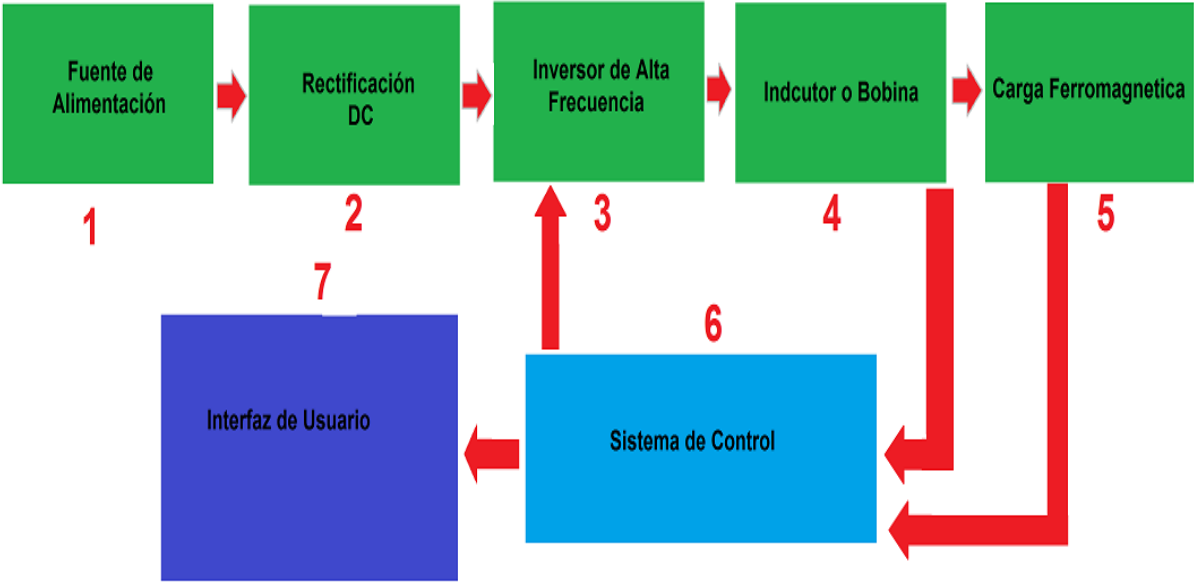 Fuente de
Alimentación
Rectificación
DC
Inversor de Alta
Frecuencia
Indcutor o Bobina
Carga Ferromagnetica
1
2
3
4
5
7
6
Interfaz de Usuario
Sistema de Control